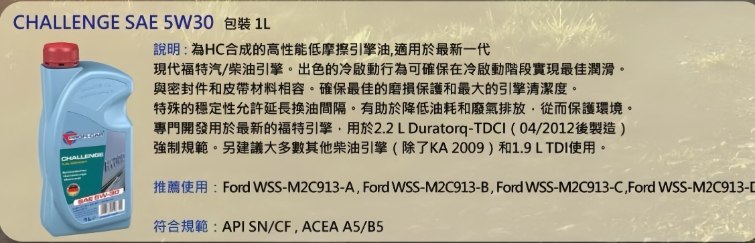 CHALLENGE SAE 5W30 包裝 1L
說明 : 為HC合成的高性能低摩擦引擎油,適用於最新一代
現代福特汽/柴油引擎。出色的冷啟動行為可確保在冷啟動階段實現最佳潤滑。
與密封件和皮帶材料相容。確保最佳的磨損保護和最大的引擎清潔度。
特殊的穩定性允許延長換油間隔。有助於降低油耗和廢氣排放，從而保護環境。
專門開發用於最新的福特引擎，用於2.2 L Duratorq-TDCI（04/2012後製造）
強制規範。另建議大多數其他柴油引擎（除了KA 2009）和1.9 L TDI使用。
推薦使用 : Ford WSS-M2C913-A , Ford WSS-M2C913-B , Ford WSS-M2C913-C ,Ford WSS-M2C913-D
符合規範 : API SN/CF , ACEA A5/B5
CHALLENGE
SAE 5W-30